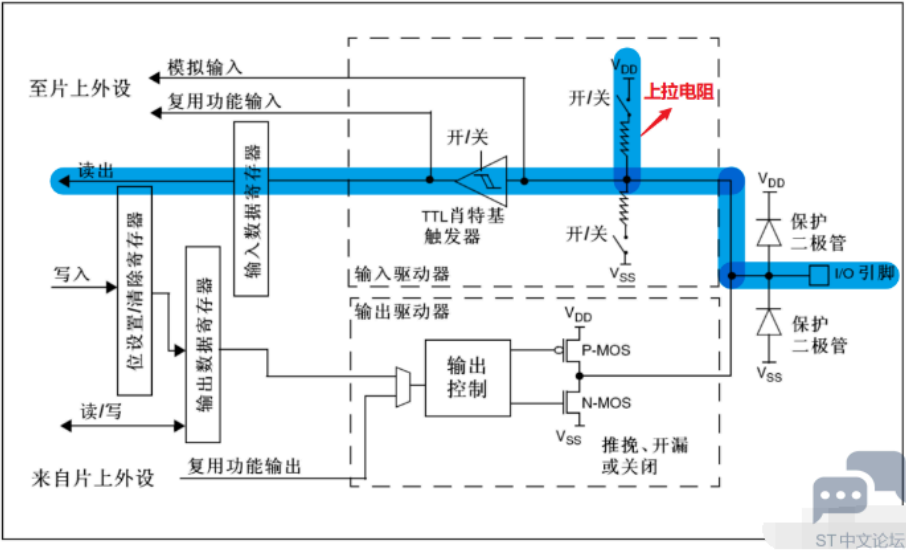 模拟输入
至片上外设
复用功能输入
V_DD
开/关
上拉电阻
开/关
读出
输入数据寄存器
TTL肖特基
触发器
开/关
V_SS
V_DD
保护
二极管
I/O 引脚
写入
位设置/清除寄存器
输出数据寄存器
输入驱动器
输出驱动器
V_DD
P-MOS
输出
控制
N-MOS
V_SS
保护
二极管
V_SS
读/写
推挽、开漏
或关闭
来自片上外设
复用功能输出
ST中文论坛